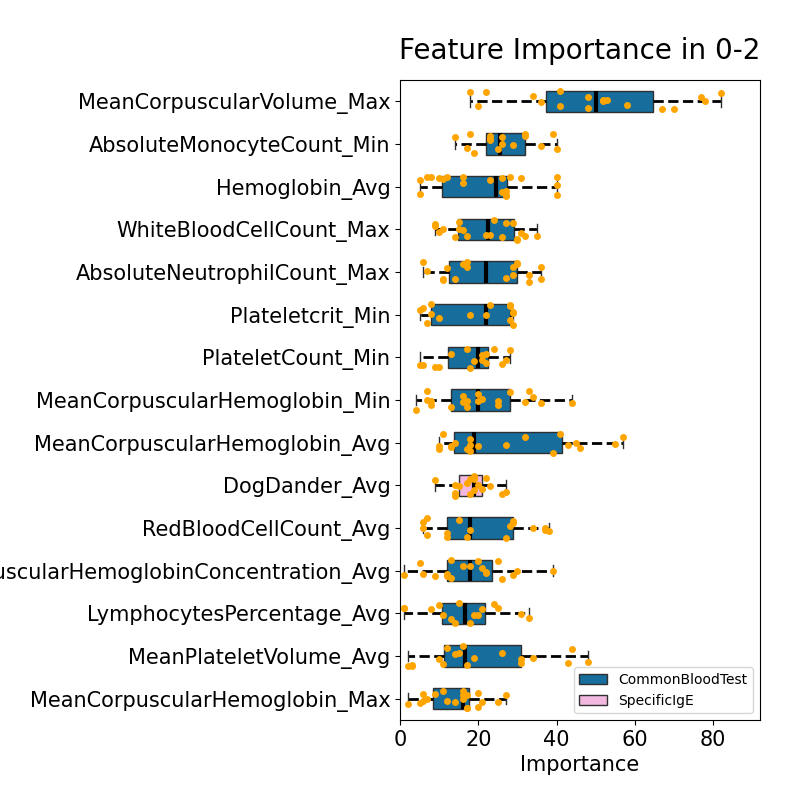 Feature Importance in 0-2
MeanCorpuscularVolume_Max
AbsoluteMonocyteCount_Min
Hemoglobin_Avg
WhiteBloodCellCount_Max
AbsoluteNeutrophilCount_Max
Plateletcrit_Min
PlateletCount_Min
MeanCorpuscularHemoglobin_Min
MeanCorpuscularHemoglobin_Avg
DogDander_Avg
RedBloodCellCount_Avg
uscularHemoglobinConcentration_Avg
LymphocytesPercentage_Avg
MeanPlateletVolume_Avg
MeanCorpuscularHemoglobin_Max
CommonBloodTest
SpecificIgE
0 20 40 60 80
Importance